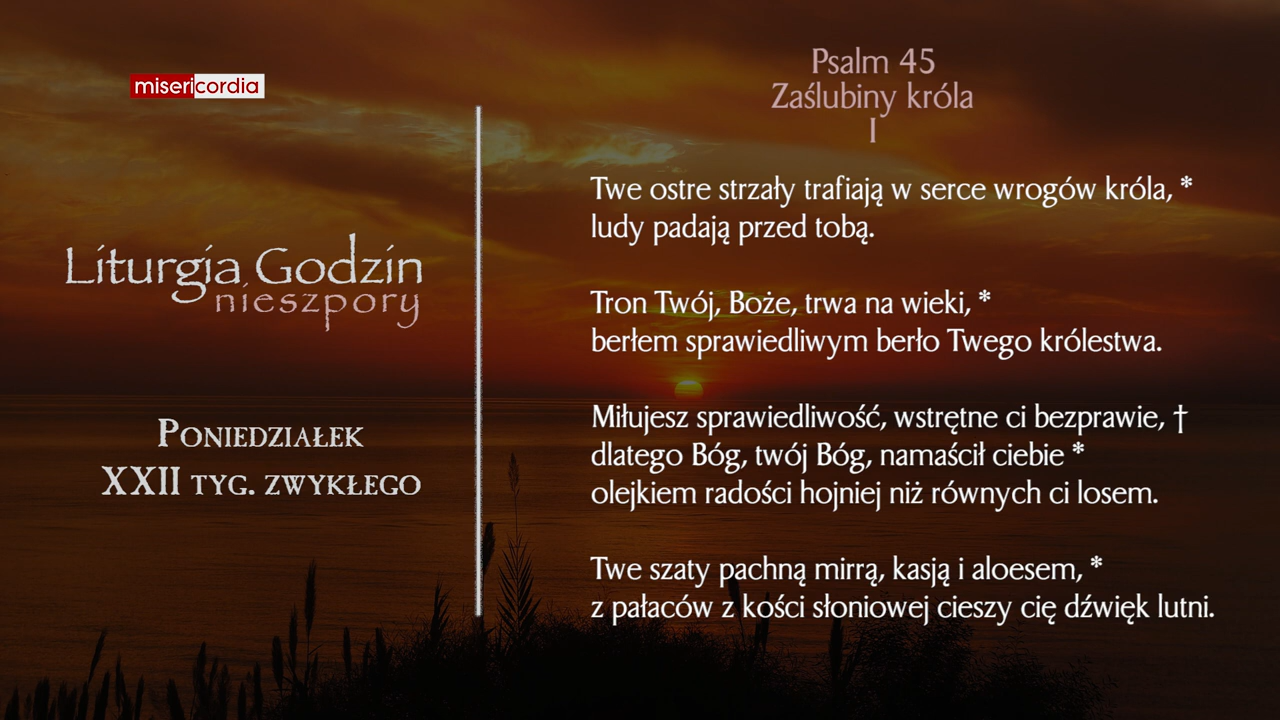 misericordia
Liturgia Godzin
nieszpory
Poniedziałek
XXII tyg. zwykłego
Psalm 45
Zaślubiny króla
I
Twe ostre strzały trafiają w serce wrogów króla, *
ludy padają przed tobą.
Tron Twój, Boże, trwa na wieki, *
berłem sprawiedliwym berło Twego królestwa.
Miłujesz sprawiedliwość, wstrętne ci bezprawie, †
dlatego Bóg, twój Bóg, namaścił ciebie *
olejkiem radości hojniej niż równych ci losem.
Twe szaty pachną mirrą, kasją i aloesem, *
z pałaców z kości słoniowej cieszy cię dźwięk lutni.